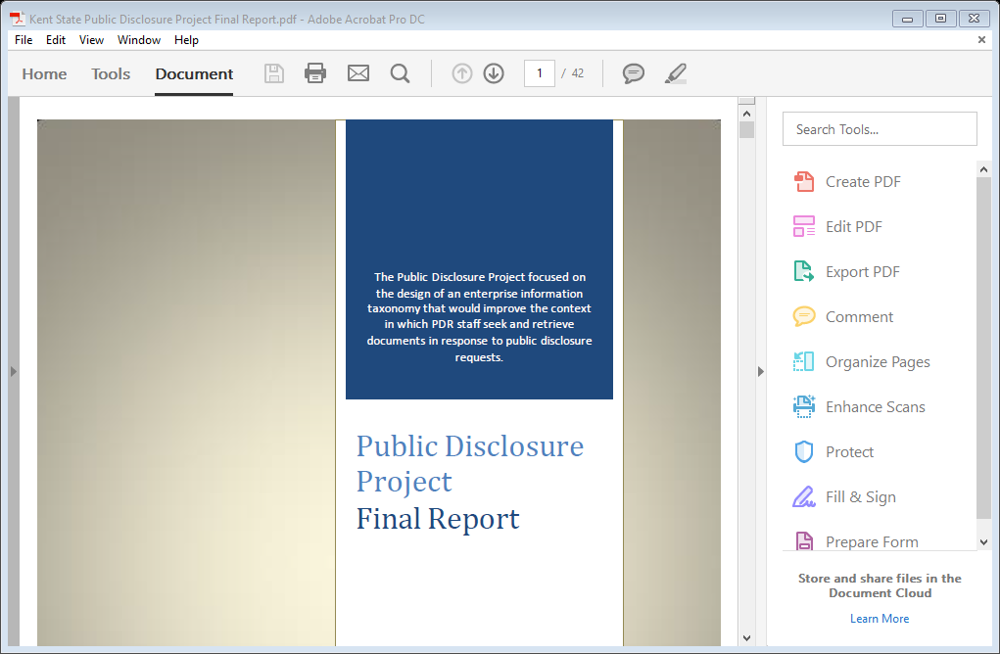 Kent State Public Disclosure Project Final Report.pdf - Adobe Acrobat Pro DC
File Edit View Window Help
Home Tools Document 1 / 42
Search Tools...
Create PDF
Edit PDF
Export PDF
Comment
Organize Pages
Enhance Scans
Protect
Fill & Sign
Prepare Form
Store and share files in the
Document Cloud
Learn More
The Public Disclosure Project focused on
the design of an enterprise information
taxonomy that would improve the context
in which PDR staff seek and retrieve
documents in response to public disclosure
requests.
Public Disclosure
Project
Final Report